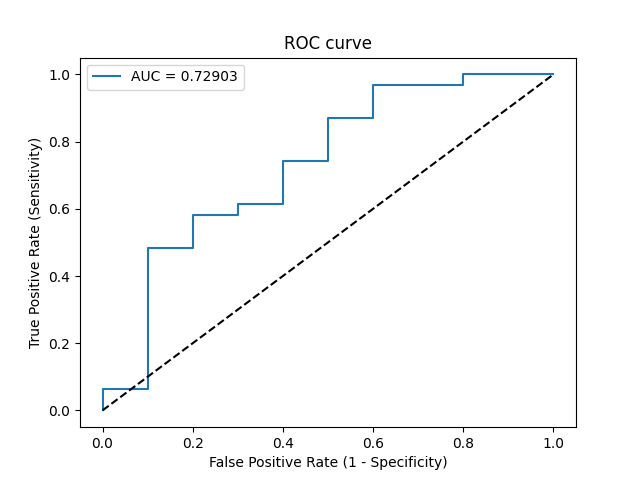 ROC curve
AUC = 0.72903
1.0
0.8
0.6
0.4
0.2
0.0
True Positive Rate (Sensitivity)
0.0 0.2 0.4 0.6 0.8 1.0
False Positive Rate (1 - Specificity)